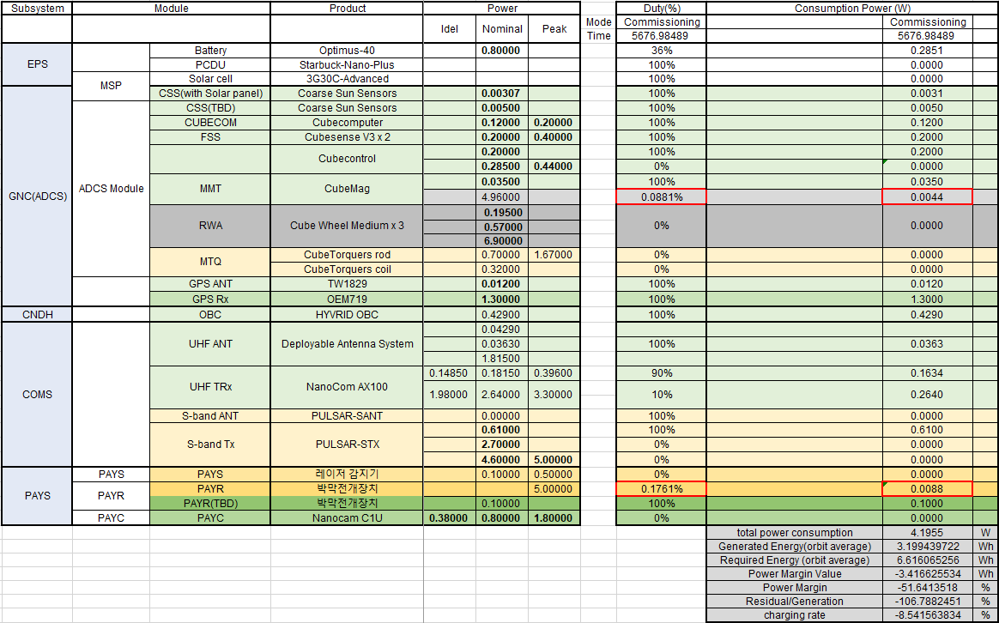 Subsystem Module Product Power Duty(%) Consumption Power (W)
Idel Nominal Peak Mode Commissioning Commissioning
Time 5676.98489 5676.98489
EPS Battery Optimus-40 0.80000 36% 0.2851
PCDU Starbuck-Nano-Plus 100% 0.0000
MSP Solar cell 3G30C-Advanced 100% 0.0000
GNC(ADCS) CSS(with Solar panel) Coarse Sun Sensors 0.00307 100% 0.0031
ADCS Module CSS(TBD) Coarse Sun Sensors 0.00500 100% 0.0050
CUBECOM Cubecomputer 0.12000 0.20000 100% 0.1200
FSS Cubesense V3 x 2 0.20000 0.40000 100% 0.2000
Cubecontrol 0.20000 100% 0.2000
0.28500 0.44000 0% 0.0000
MMT CubeMag 0.03500 100% 0.0350
4.96000 0.0881% 0.0044
RWA Cube Wheel Medium x 3 0.19500 0% 0.0000
0.57000
6.90000
MTQ CubeTorquers rod 0.70000 1.67000 0% 0.0000
CubeTorquers coil 0.32000 0% 0.0000
GPS ANT TW1829 0.01200 100% 0.0120
GPS Rx OEM719 1.30000 100% 1.3000
CNDH OBC HYVRID OBC 0.42900 100% 0.4290
COMS UHF ANT Deployable Antenna System 0.04290
0.03630 100% 0.0363
1.81500
UHF TRx NanoCom AX100 0.14850 0.18150 0.39600 90% 0.1634
1.98000 2.64000 3.30000 10% 0.2640
S-band ANT PULSAR-SANT 0.00000 100% 0.0000
S-band Tx PULSAR-STX 0.61000 100% 0.6100
2.70000 0% 0.0000
4.60000 5.00000 0% 0.0000
PAYS PAYS PAYS 레이저 감지기 0.10000 0.50000 0% 0.0000
PAYR PAYR 박막전개장치 5.00000 0.1761% 0.0088
PAYR(TBD) 박막전개장치 0.10000 100% 0.1000
PAYC PAYC Nanocam C1U 0.38000 0.80000 1.80000 0% 0.0000
total power consumption 4.1955 W
Generated Energy(orbit average) 3.199439722 Wh
Required Energy (orbit average) 6.616065256 Wh
Power Margin Value -3.416625534 Wh
Power Margin -51.6413518 %
Residual/Generation -106.7882451 %
charging rate -8.541563834 %